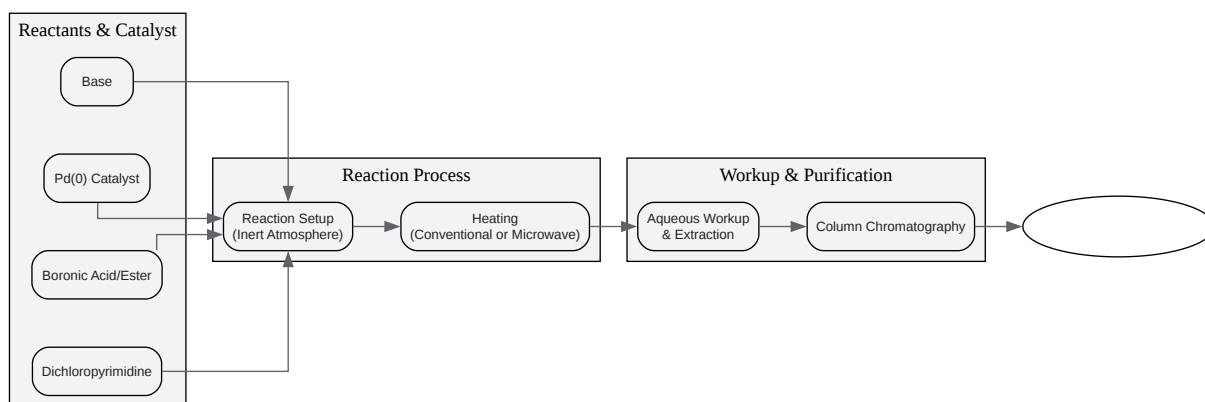 Reactants & Catalyst
Base
Pd(0) Catalyst
Boronic Acid/Ester
Dichloropyrimidine
Reaction Process
Reaction Setup
(Inert Atmosphere)
Heating
(Conventional or Microwave)
Workup & Purification
Aqueous Workup
& Extraction
Column Chromatography